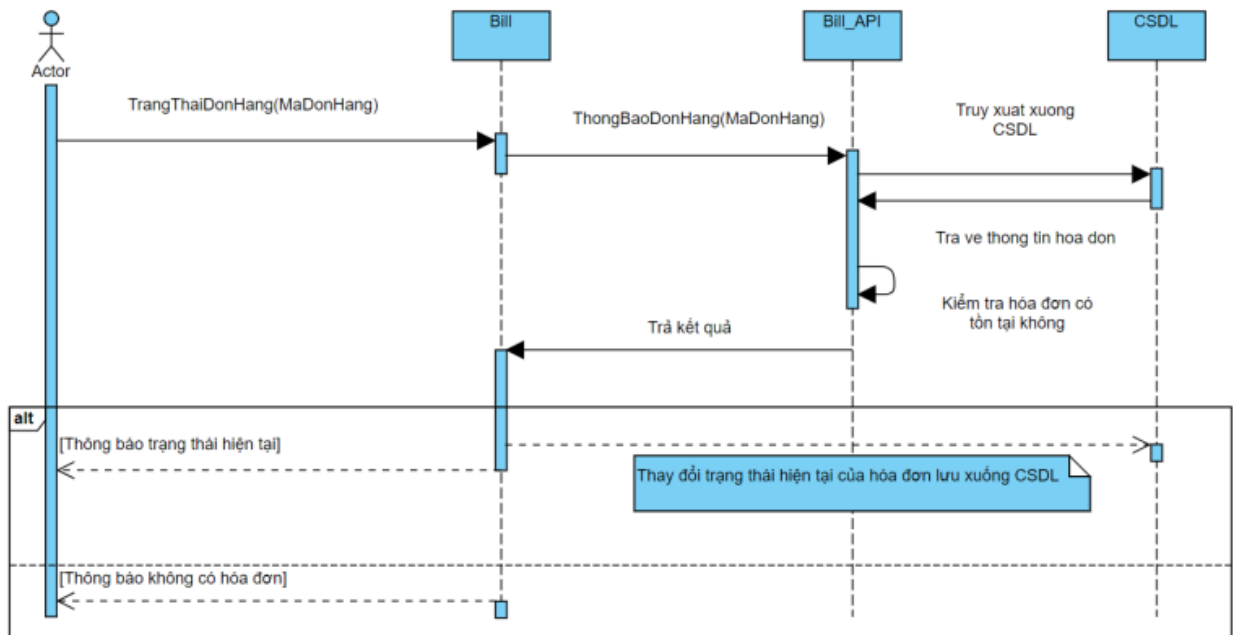 Actor
Bill
Bill_API
CSDL
TrangThaiDonHang(MaDonHang)
ThongBaoDonHang(MaDonHang)
Truy xuat xuong
CSDL
Tra ve thong tin hoa don
Kiểm tra hóa đơn có
tồn tại không
Trả kết quả
alt
[Thông báo trạng thái hiện tại]
Thay đổi trạng thái hiện tại của hóa đơn lưu xuống CSDL
[Thông báo không có hóa đơn]